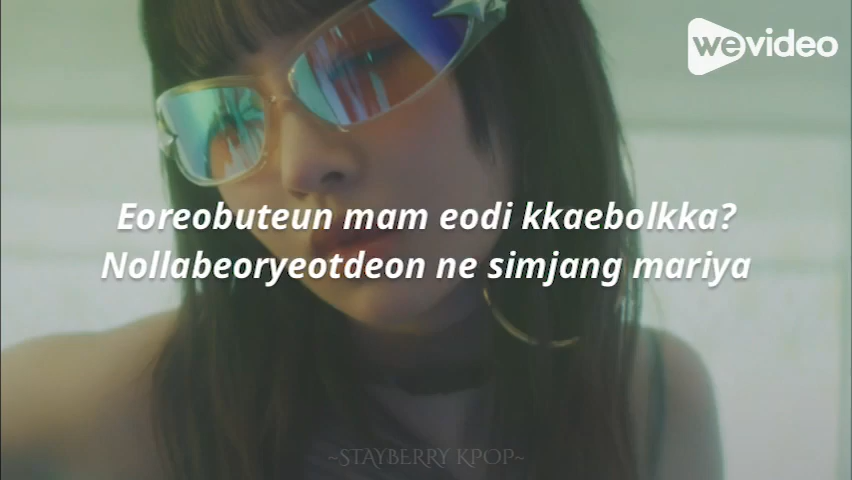 wevideo
Eoreobuteun mam eodi kkaebolkka?
Nollabeoryeotdeon ne simjang mariya
~STAYBERRY KPOP~